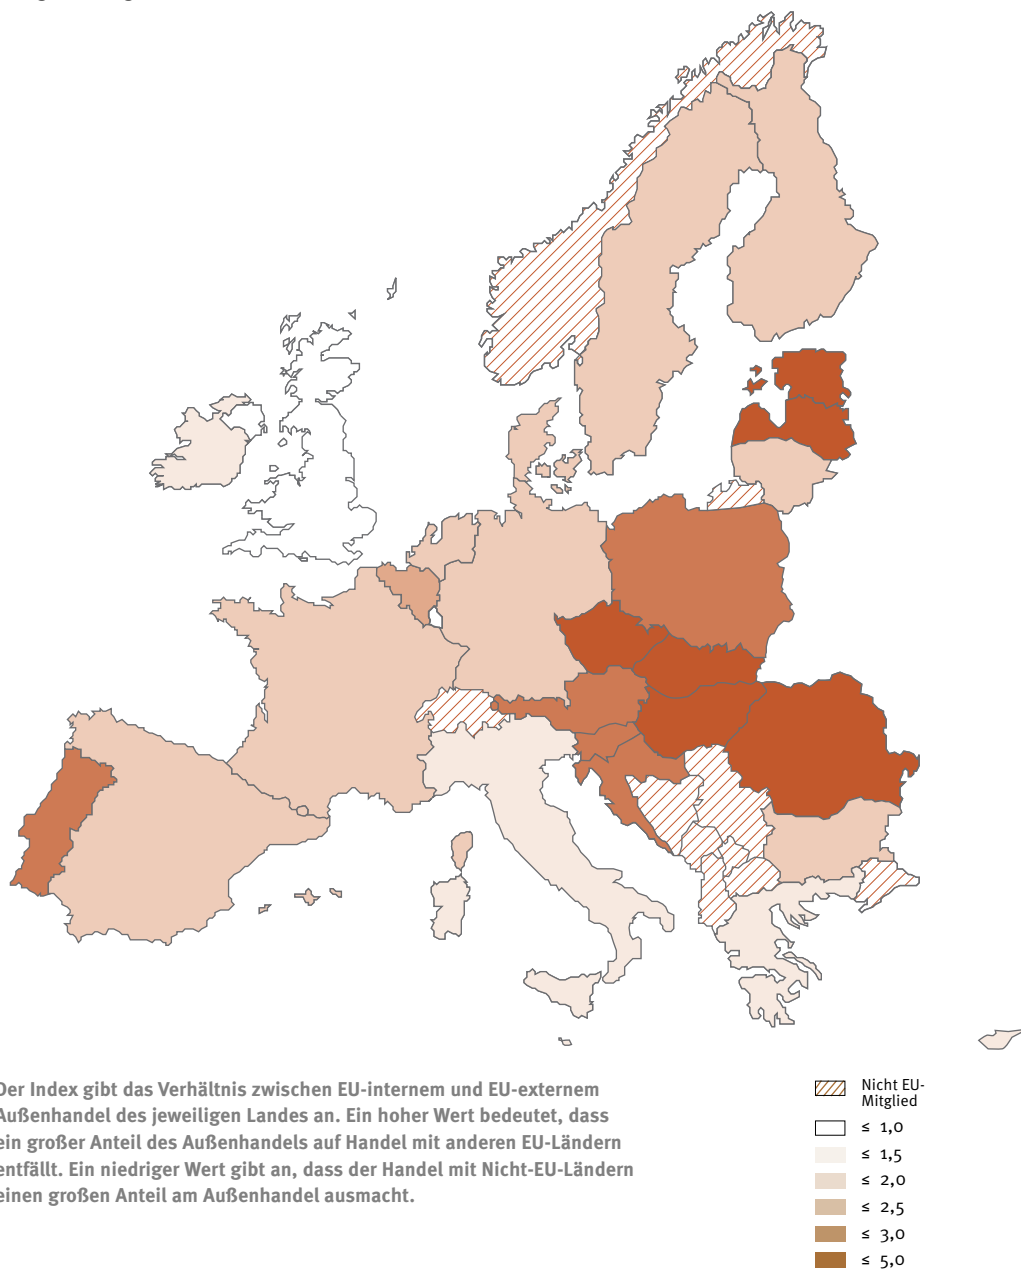 Der Index gibt das Verhältnis zwischen EU-internem und EU-externem
Außenhandel des jeweiligen Landes an. Ein hoher Wert bedeutet, dass
ein großer Anteil des Außenhandels auf Handel mit anderen EU-Ländern
entfällt. Ein niedriger Wert gibt an, dass der Handel mit Nicht-EU-Ländern
einen großen Anteil am Außenhandel ausmacht.
Nicht EU-
Mitglied
≤ 1,0
≤ 1,5
≤ 2,0
≤ 2,5
≤ 3,0
≤ 5,0